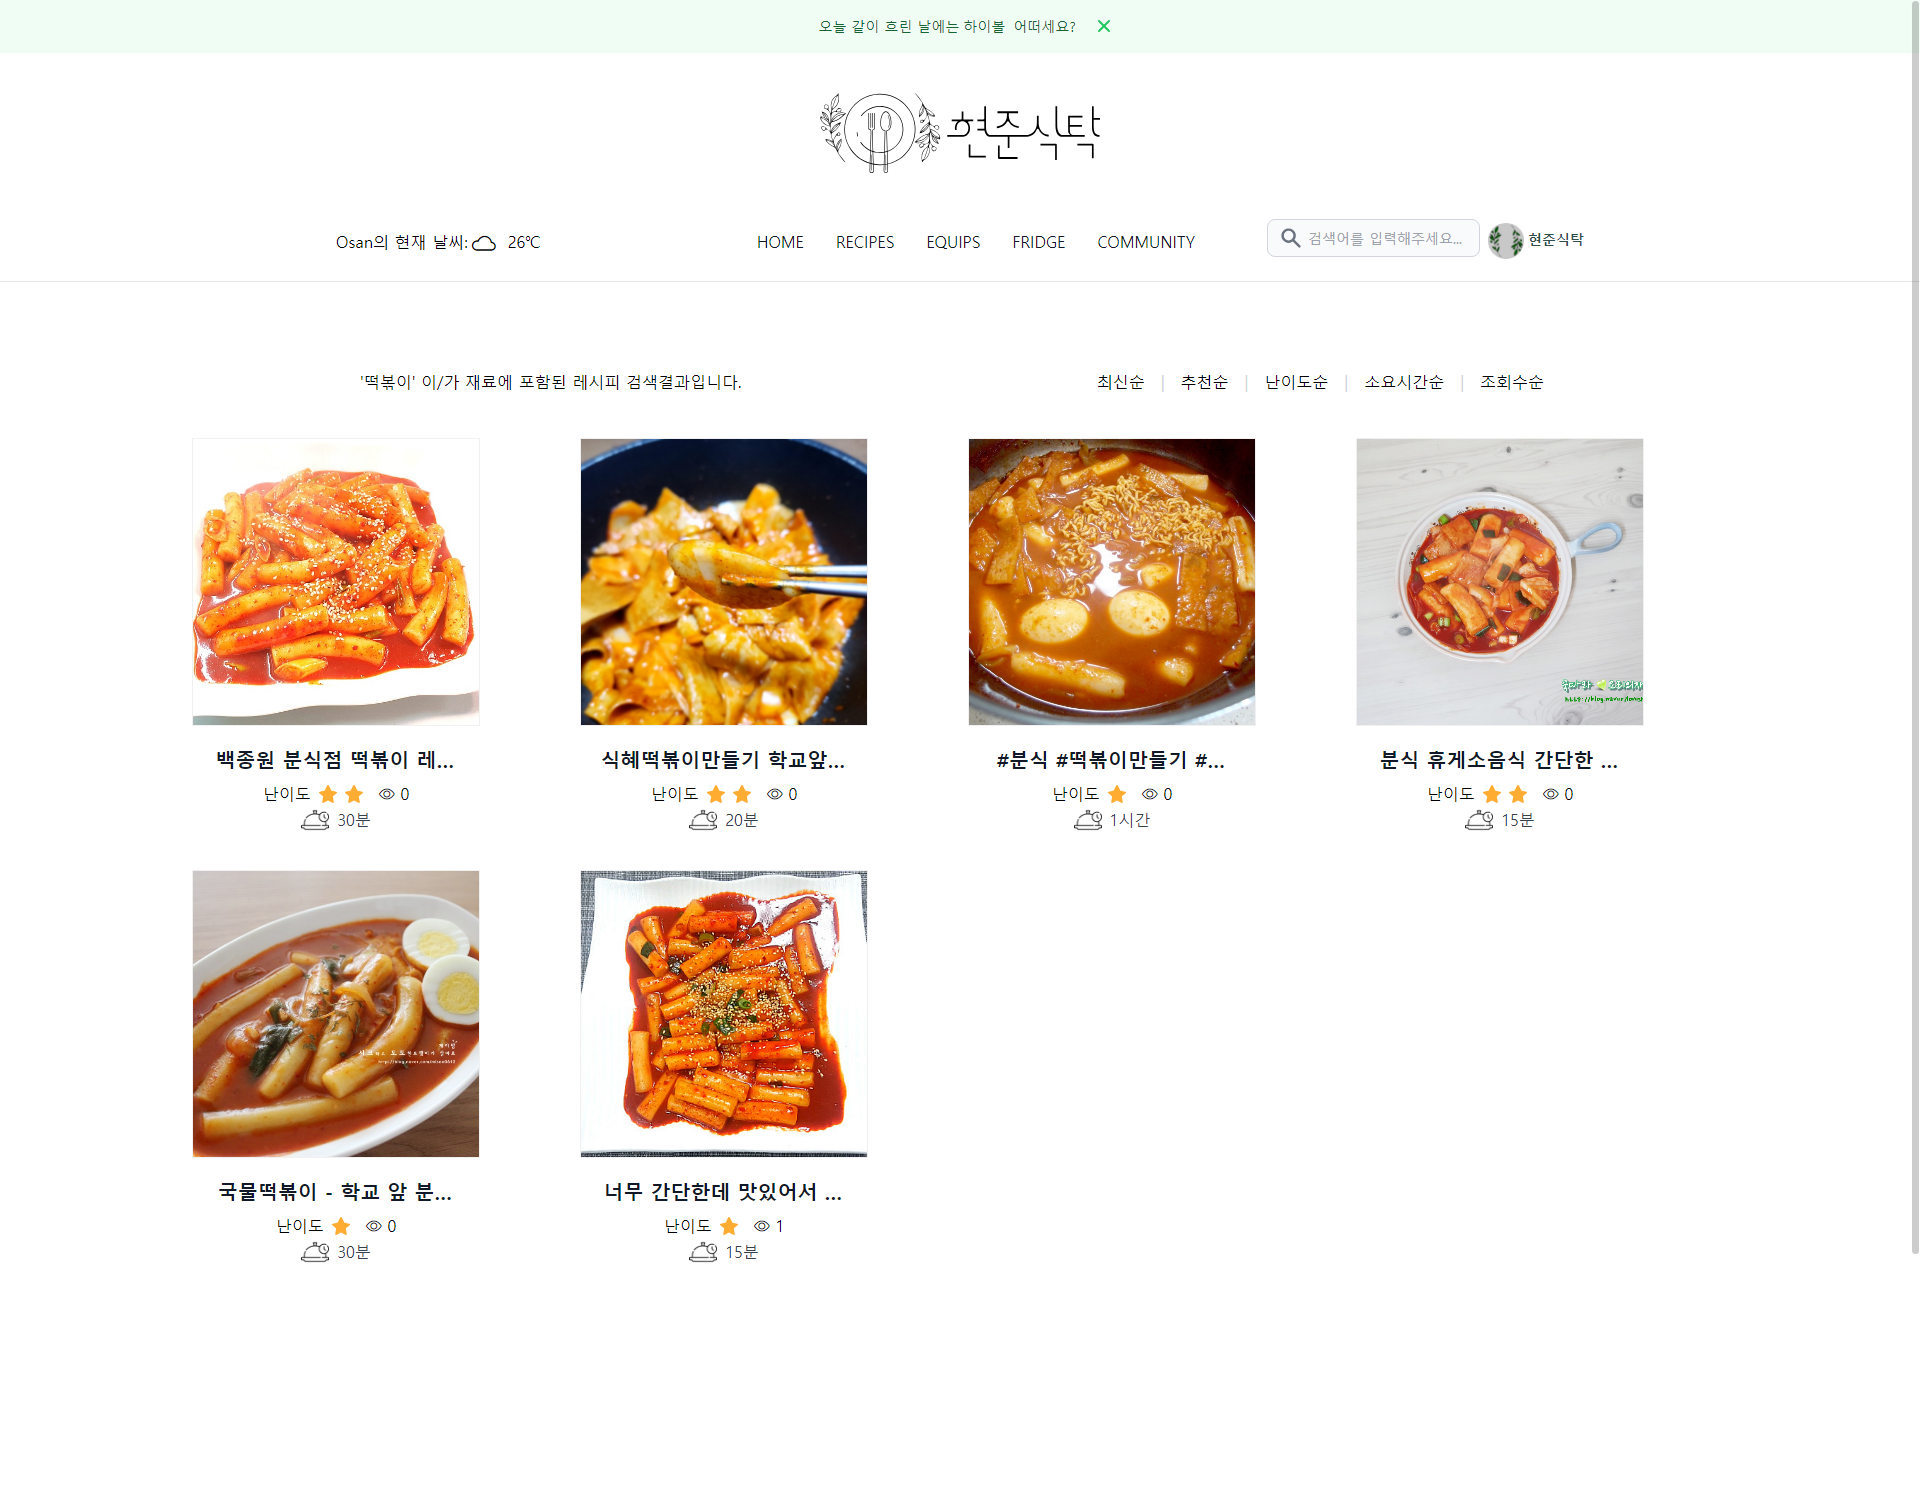 오늘 같이 흐린 날에는 하이볼 어떠세요?
현준식탁
Osan의 현재 날씨: 26℃
HOME RECIPES EQUIPS FRIDGE COMMUNITY
검색어를 입력해주세요...
현준식탁
'떡볶이' 이/가 재료에 포함된 레시피 검색결과입니다.
최신순 | 추천순 | 난이도순 | 소요시간순 | 조회수순
백종원 분식점 떡볶이 레...
난이도 0
30분
식혜떡볶이만들기 학교앞...
난이도 0
20분
#분식 #떡볶이만들기 #...
난이도 0
1시간
분식 휴게소음식 간단한 ...
난이도 0
15분
국물떡볶이 - 학교 앞 분...
난이도 0
30분
너무 간단한데 맛있어서 ...
난이도 1
15분